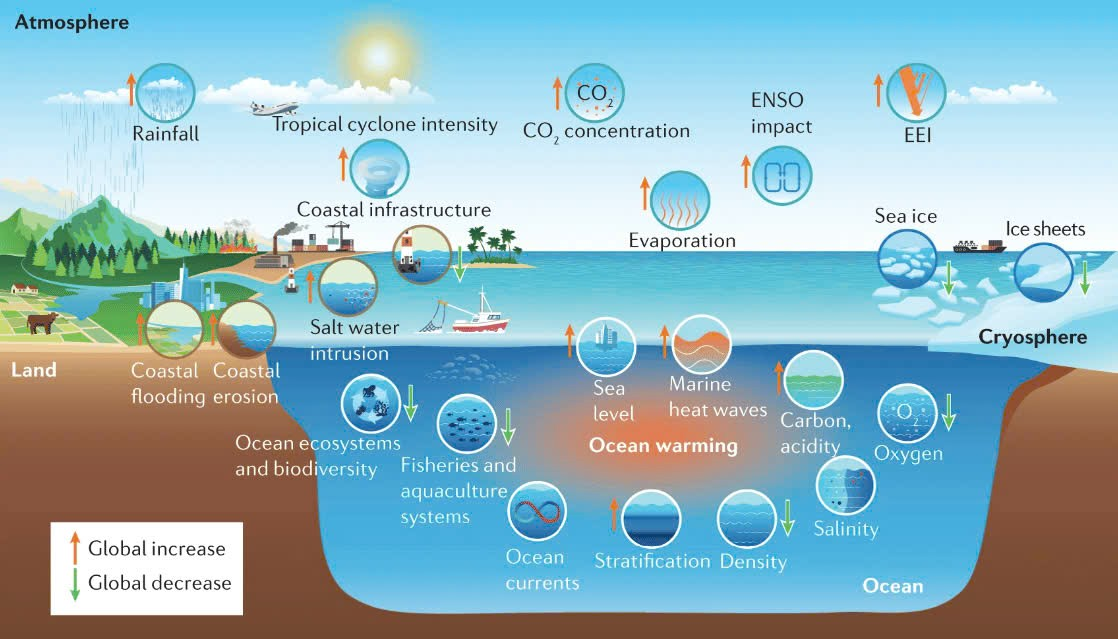 Atmosphere
Rainfall
Tropical cyclone intensity
CO₂
CO₂ concentration
ENSO
impact
EEI
Coastal infrastructure
Evaporation
Sea ice
Ice sheets
Salt water
intrusion
Cryosphere
Land
Coastal
flooding
Coastal
erosion
Sea
level
Marine
heat waves
Carbon,
acidity
O₂
Oxygen
Ocean ecosystems
and biodiversity
Fisheries and
aquaculture
systems
Ocean warming
Ocean
currents
Stratification
Density
Salinity
Global increase
Global decrease
Ocean